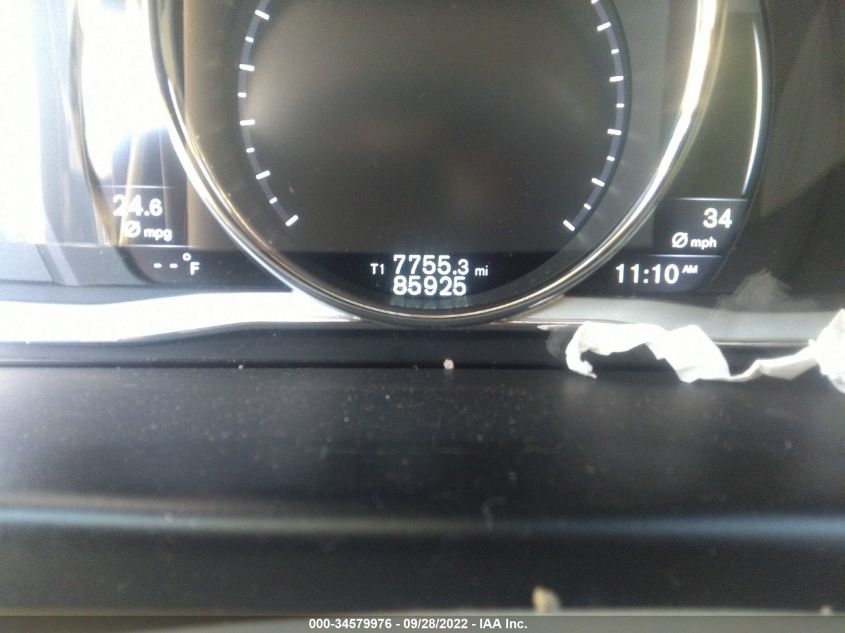 24.6
Ø mpg
34
Ø mph
--°F
T1 7755.3 mi
85925
11:10 AM
000-34579976 - 09/28/2022 - IAA Inc.